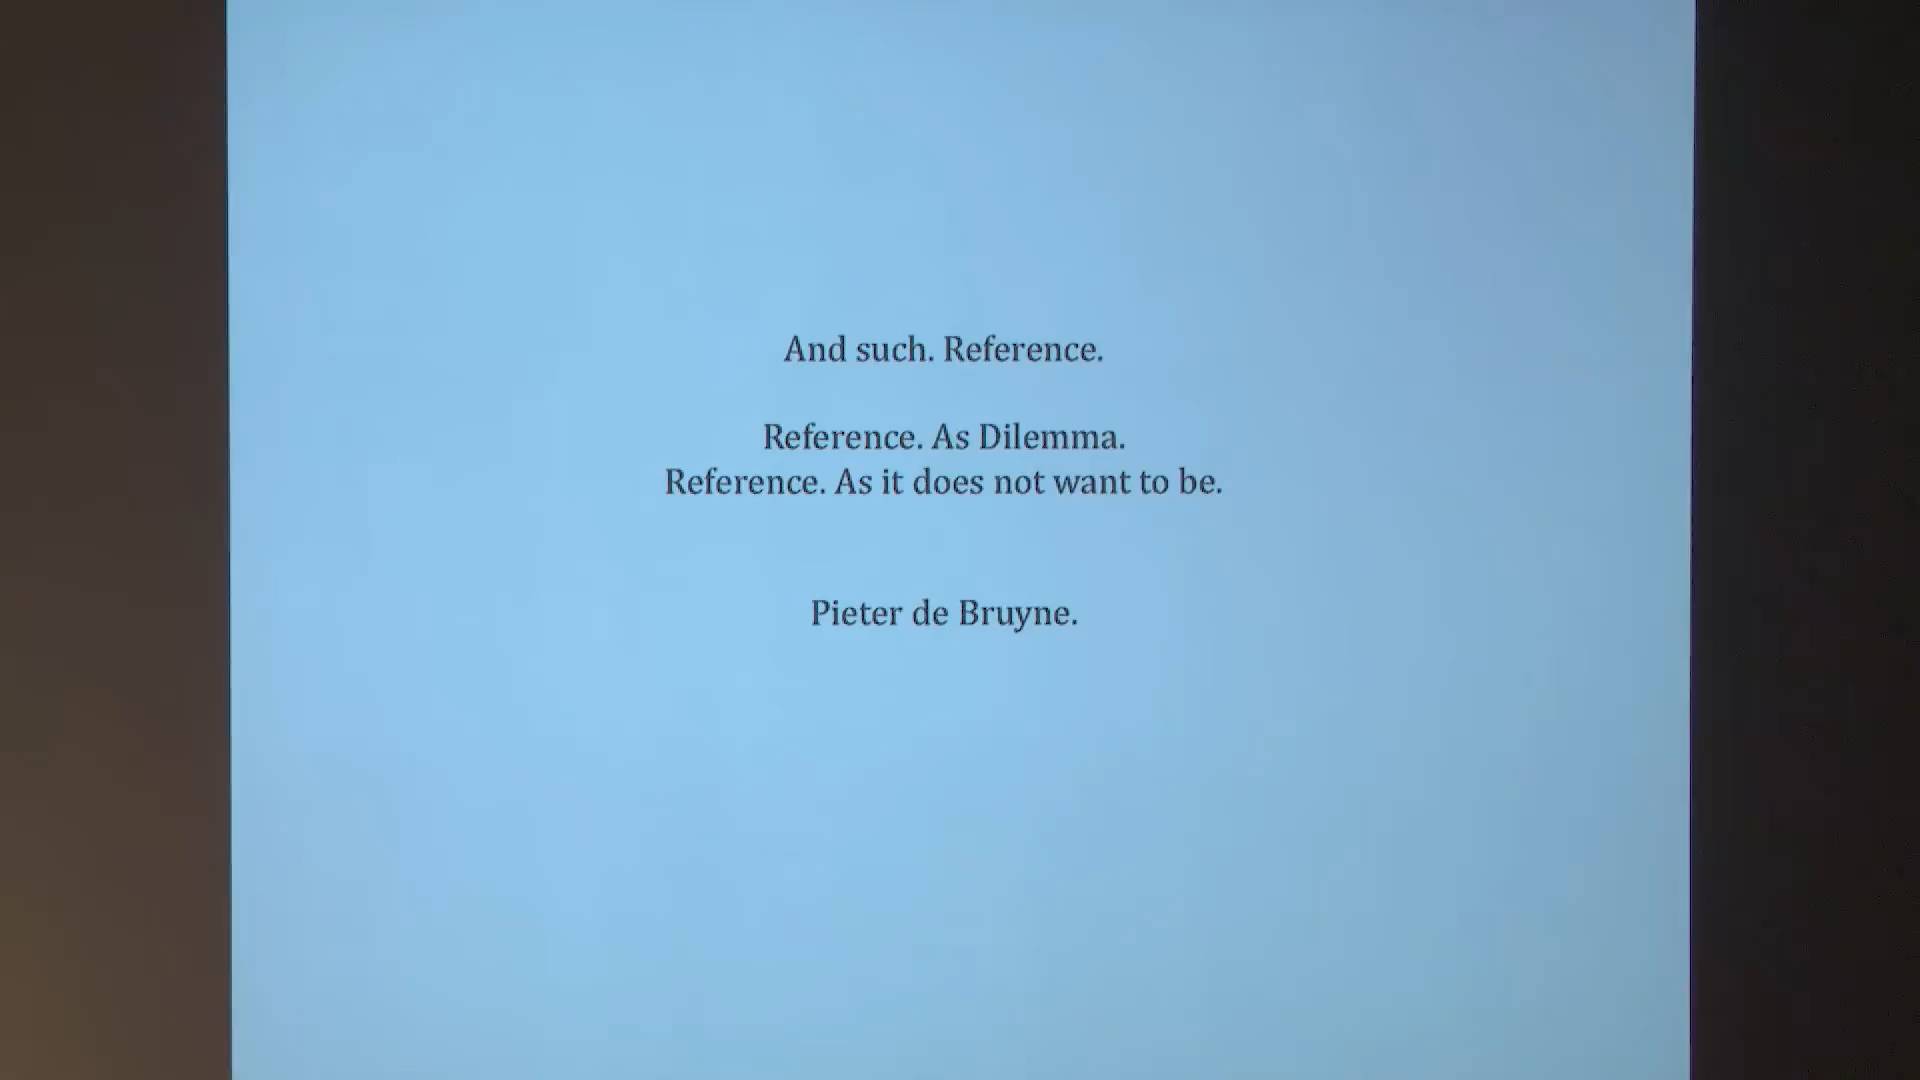 And such. Reference.
Reference. As Dilemma.
Reference. As it does not want to be.
Pieter de Bruyne.